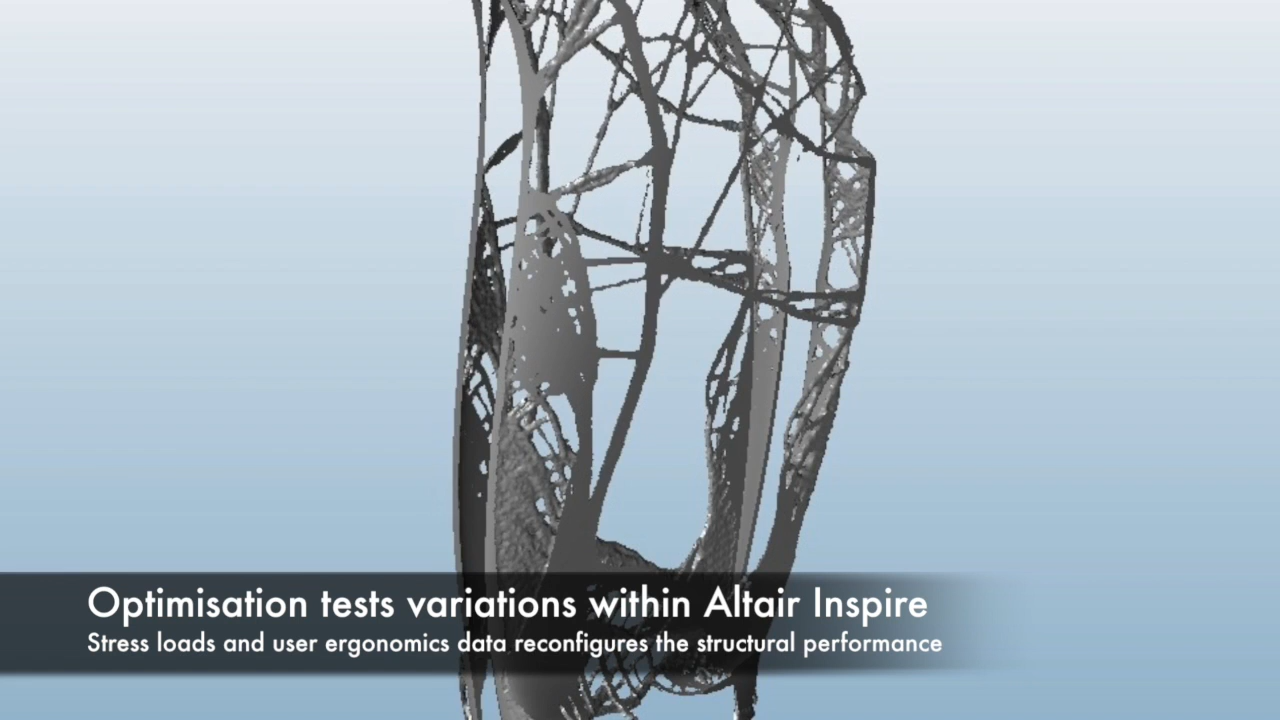 Optimisation tests variations within Altair Inspire
Stress loads and user ergonomics data reconfigures the structural performance